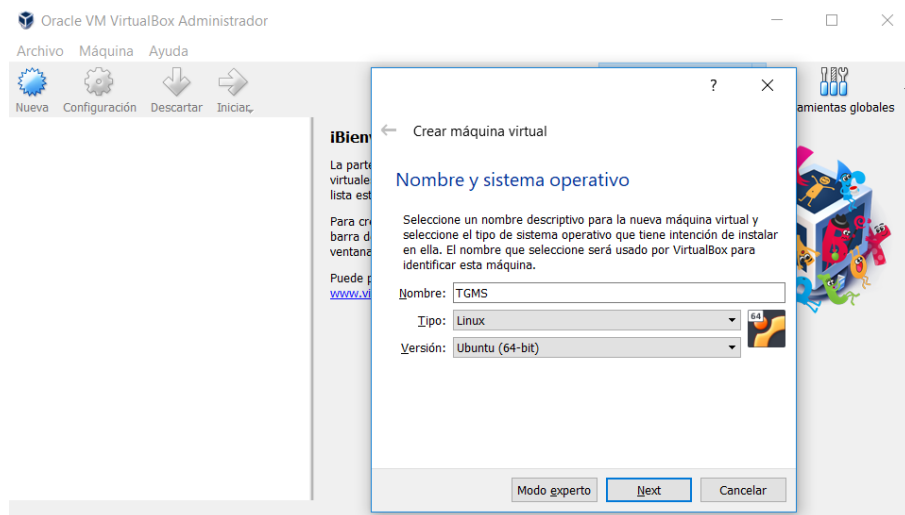 Oracle VM VirtualBox Administrador
Archivo Máquina Ayuda
Nueva Configuración Descartar Iniciar
amientas globales
¡Bien
La parte
virtuale
lista est
Para cre
barra d
ventana
Puede p
www.vi
?
Crear máquina virtual
Nombre y sistema operativo
Seleccione un nombre descriptivo para la nueva máquina virtual y
seleccione el tipo de sistema operativo que tiene intención de instalar
en ella. El nombre que seleccione será usado por VirtualBox para
identificar esta máquina.
Nombre: TGMS
Tipo: Linux
64
Versión: Ubuntu (64-bit)
Modo experto Next Cancelar